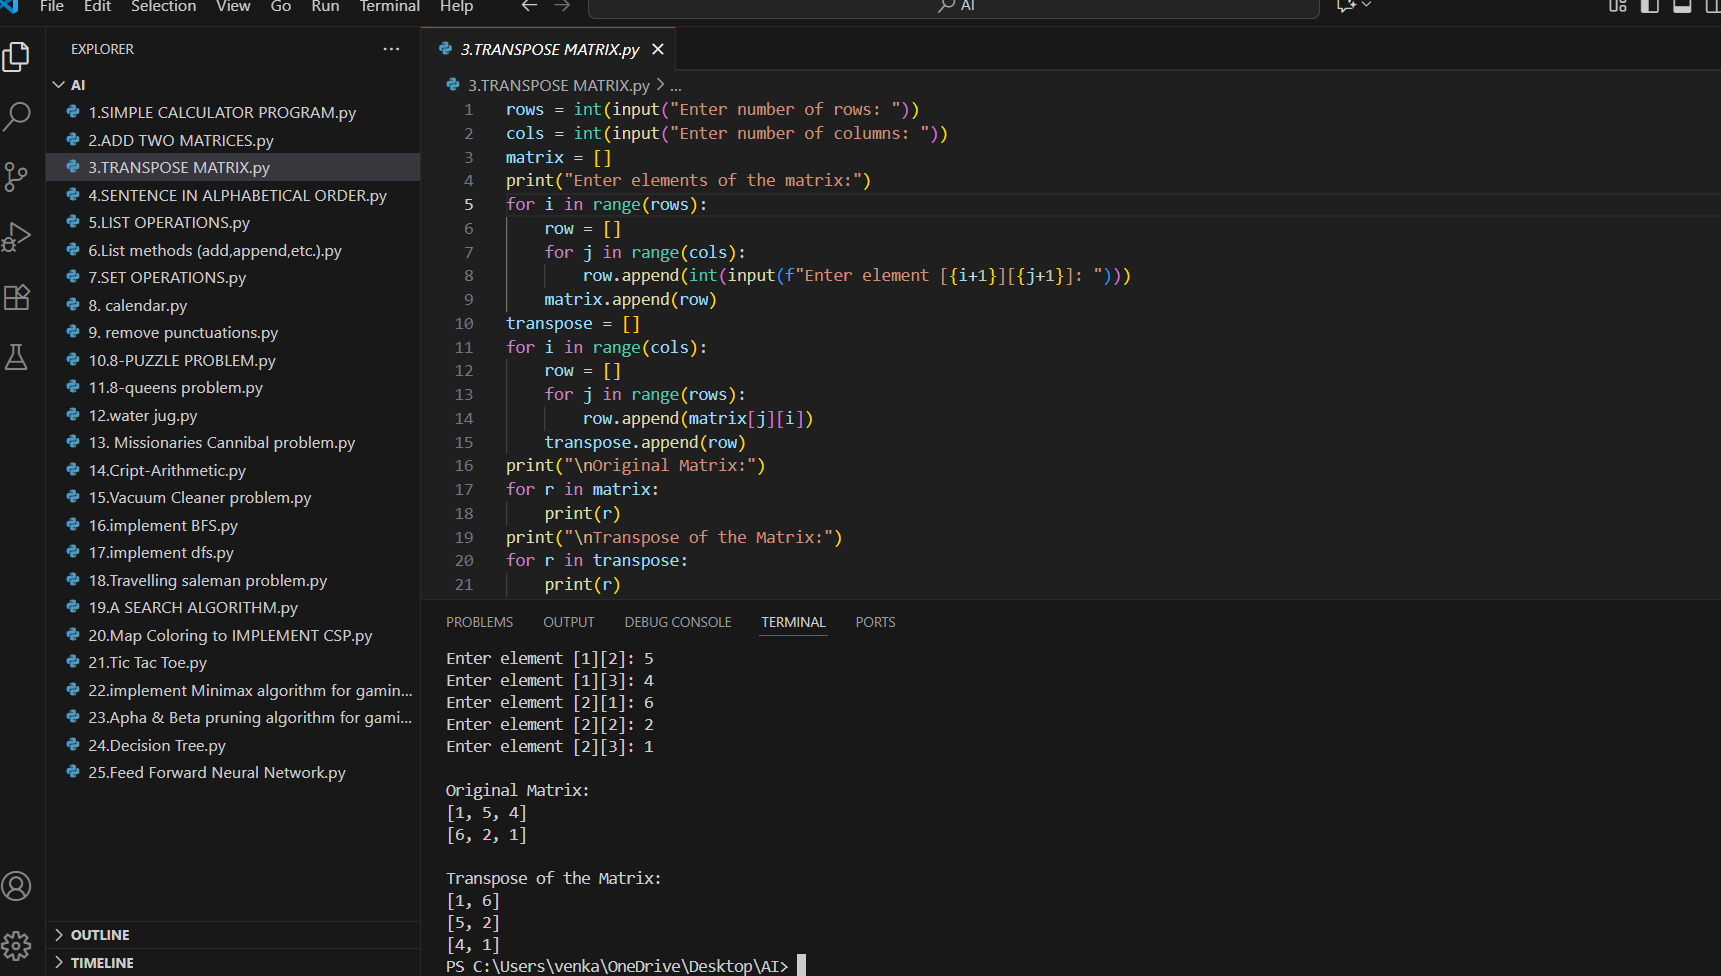 File Edit Selection View Go Run Terminal Help
AI
EXPLORER
AI
1.SIMPLE CALCULATOR PROGRAM.py
2.ADD TWO MATRICES.py
3.TRANSPOSE MATRIX.py
4.SENTENCE IN ALPHABETICAL ORDER.py
5.LIST OPERATIONS.py
6.List methods (add,append,etc.).py
7.SET OPERATIONS.py
8. calendar.py
9. remove punctuations.py
10.8-PUZZLE PROBLEM.py
11.8-queens problem.py
12.water jug.py
13. Missionaries Cannibal problem.py
14.Cript-Arithmetic.py
15.Vacuum Cleaner problem.py
16.implement BFS.py
17.implement dfs.py
18.Travelling saleman problem.py
19.A SEARCH ALGORITHM.py
20.Map Coloring to IMPLEMENT CSP.py
21.Tic Tac Toe.py
22.implement Minimax algorithm for gamin...
23.Apha & Beta pruning algorithm for gami...
24.Decision Tree.py
25.Feed Forward Neural Network.py
OUTLINE
TIMELINE
3.TRANSPOSE MATRIX.py
3.TRANSPOSE MATRIX.py > ...
1 rows = int(input("Enter number of rows: "))
2 cols = int(input("Enter number of columns: "))
3 matrix = []
4 print("Enter elements of the matrix:")
5 for i in range(rows):
6     row = []
7     for j in range(cols):
8         row.append(int(input(f"Enter element [{i+1}][{j+1}]: ")))
9     matrix.append(row)
10 transpose = []
11 for i in range(cols):
12     row = []
13     for j in range(rows):
14         row.append(matrix[j][i])
15     transpose.append(row)
16 print("\nOriginal Matrix:")
17 for r in matrix:
18     print(r)
19 print("\nTranspose of the Matrix:")
20 for r in transpose:
21     print(r)
PROBLEMS OUTPUT DEBUG CONSOLE TERMINAL PORTS
Enter element [1][2]: 5
Enter element [1][3]: 4
Enter element [2][1]: 6
Enter element [2][2]: 2
Enter element [2][3]: 1
Original Matrix:
[1, 5, 4]
[6, 2, 1]
Transpose of the Matrix:
[1, 6]
[5, 2]
[4, 1]
PS C:\Users\venka\OneDrive\Desktop\AI>